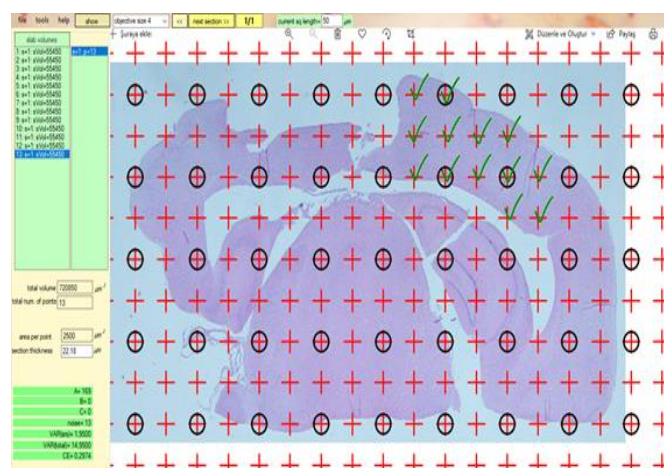 file tools help show objective size 4 << next section >> 1/1 current sq length= 50 µm
Şuraya ekle: Düzenle ve Oluştur Paylaş
slab volumes
1: s=1: sVol=55450 s=1: p=13
2: s=1: sVol=55450
3: s=1: sVol=55450
4: s=1: sVol=55450
5: s=1: sVol=55450
6: s=1: sVol=55450
7: s=1: sVol=55450
8: s=1: sVol=55450
9: s=1: sVol=55450
10: s=1: sVol=55450
11: s=1: sVol=55450
12: s=1: sVol=55450
13: s=1: sVol=55450
total volume 720850 µm³
total num. of points 13
area per point 2500 µm²
section thickness 22.18 µm
A= 169
B= 0
C= 0
noise= 13
VAR(srs)= 1.9500
VAR(total)= 14.9500
CE= 0.2974